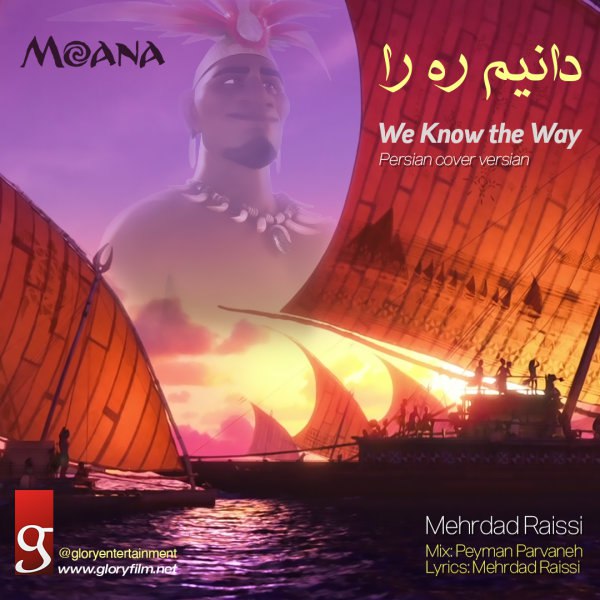 MOANA
دانیم ره را
We Know the Way
Persian cover versian
Mehrdad Raissi
Mix: Peyman Parvaneh
Lyrics: Mehrdad Raissi
g
@gloryentertainment
www.gloryfilm.net